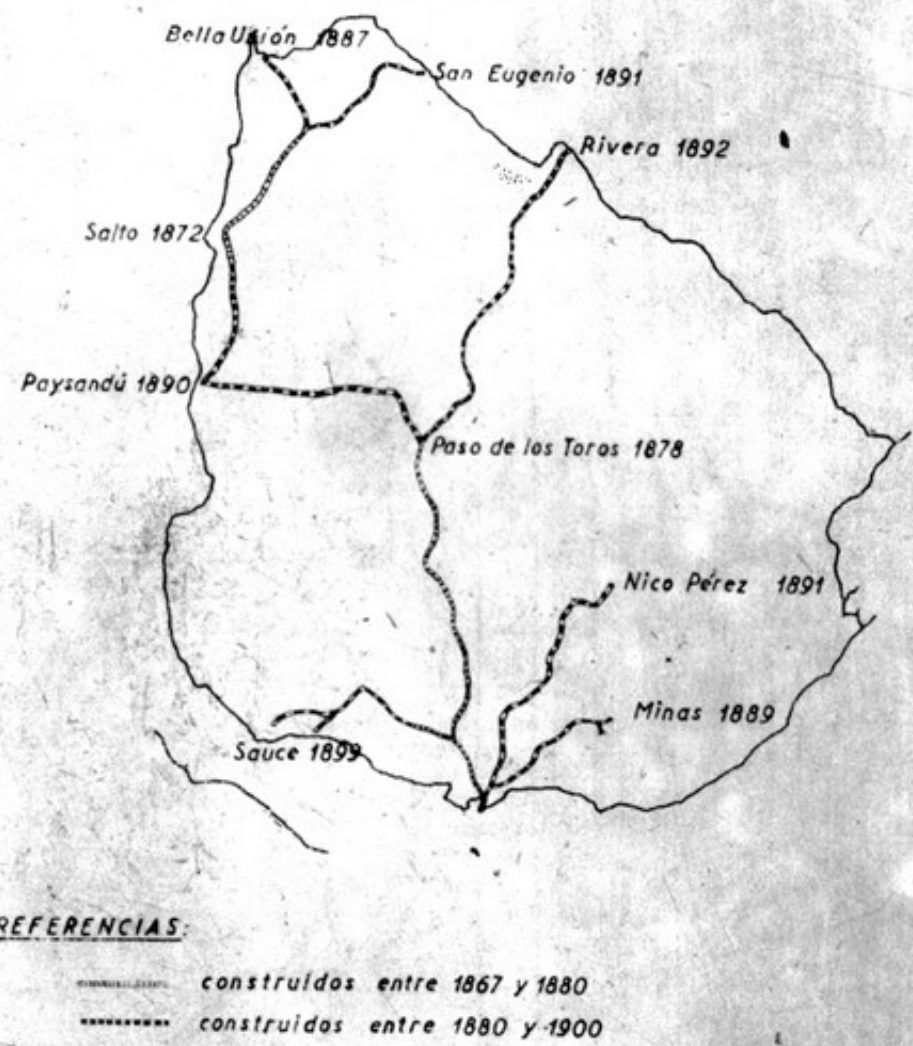 Bella Unión 1887
San Eugenio 1891
Rivera 1892
Salto 1872
Paysandú 1890
Paso de los Toros 1878
Nico Pérez 1891
Minas 1889
Sauce 1899
REFERENCIAS:
construídos entre 1867 y 1880
construidos entre 1880 y 1900